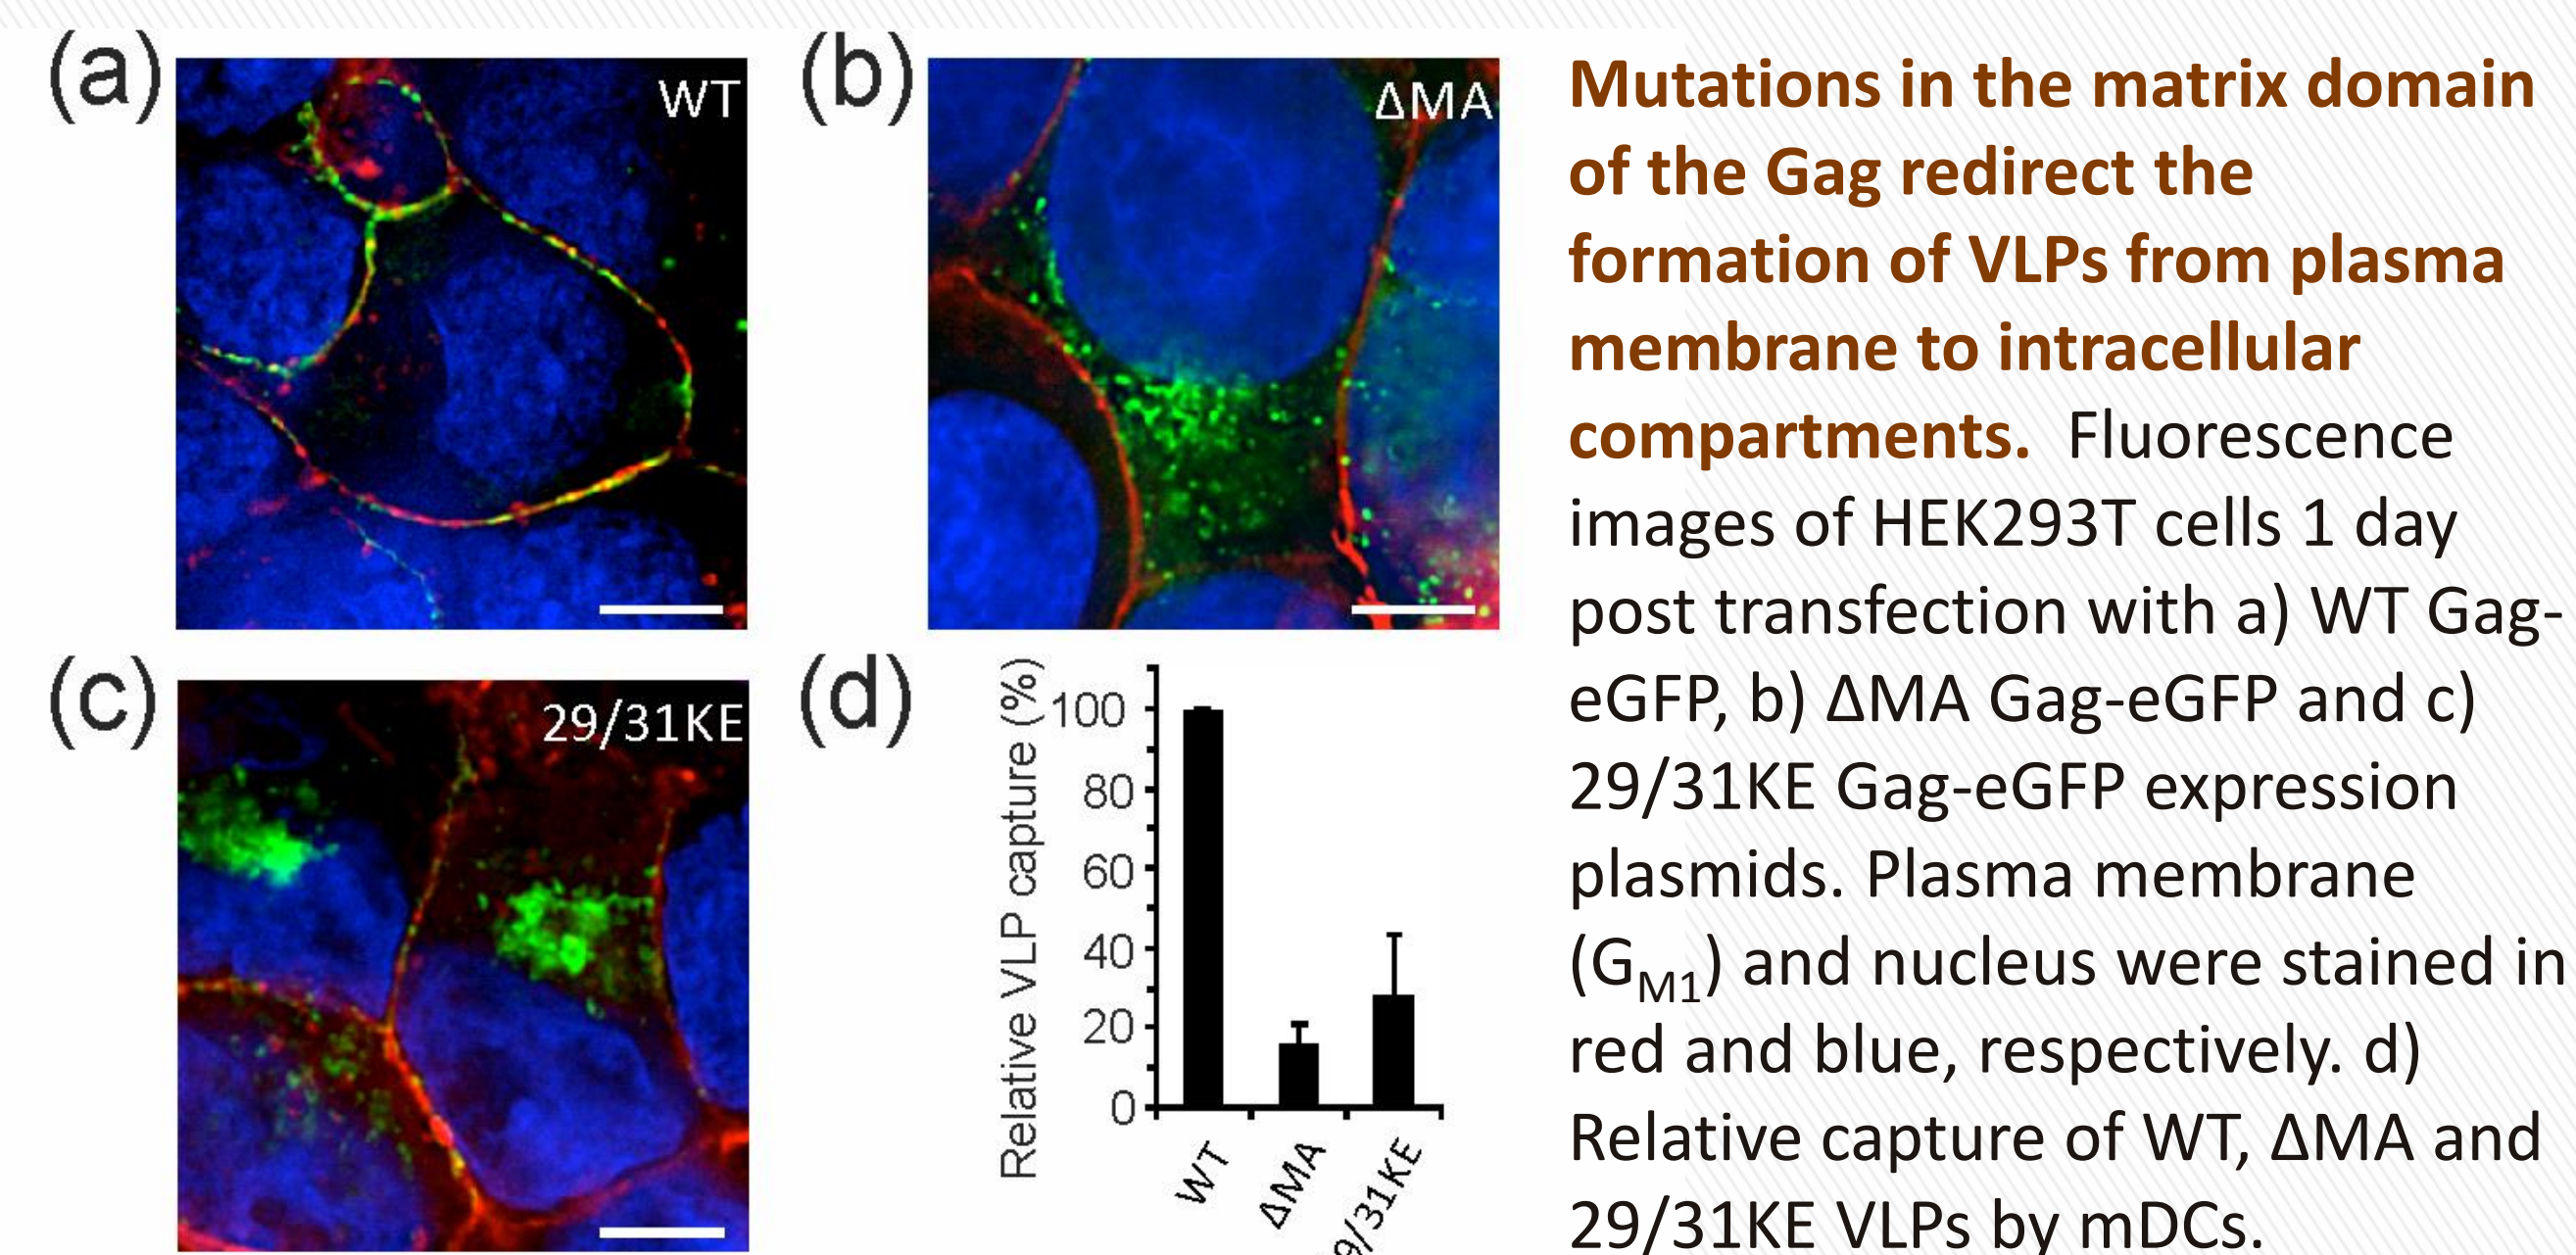 (a)
WT
(b)
ΔMA
Mutations in the matrix domain
of the Gag redirect the
formation of VLPs from plasma
membrane to intracellular
compartments. Fluorescence
images of HEK293T cells 1 day
post transfection with a) WT Gag-
eGFP, b) ΔMA Gag-eGFP and c)
29/31KE Gag-eGFP expression
plasmids. Plasma membrane
(GM1) and nucleus were stained in
red and blue, respectively. d)
Relative capture of WT, ΔMA and
29/31KE VLPs by mDCs.
(c)
29/31KE
(d)
Relative VLP capture (%)
100
80
60
40
20
0
WT
ΔMA
9/31KE